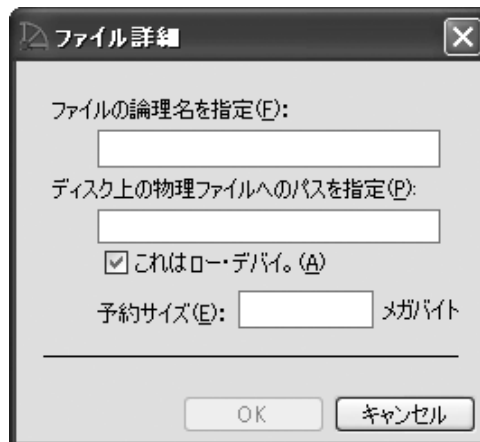 ファイル詳細
ファイルの論理名を指定(F):
ディスク上の物理ファイルへのパスを指定(P):
これはロー・デバイ。(A)
予約サイズ(E): メガバイト
OK キャンセル